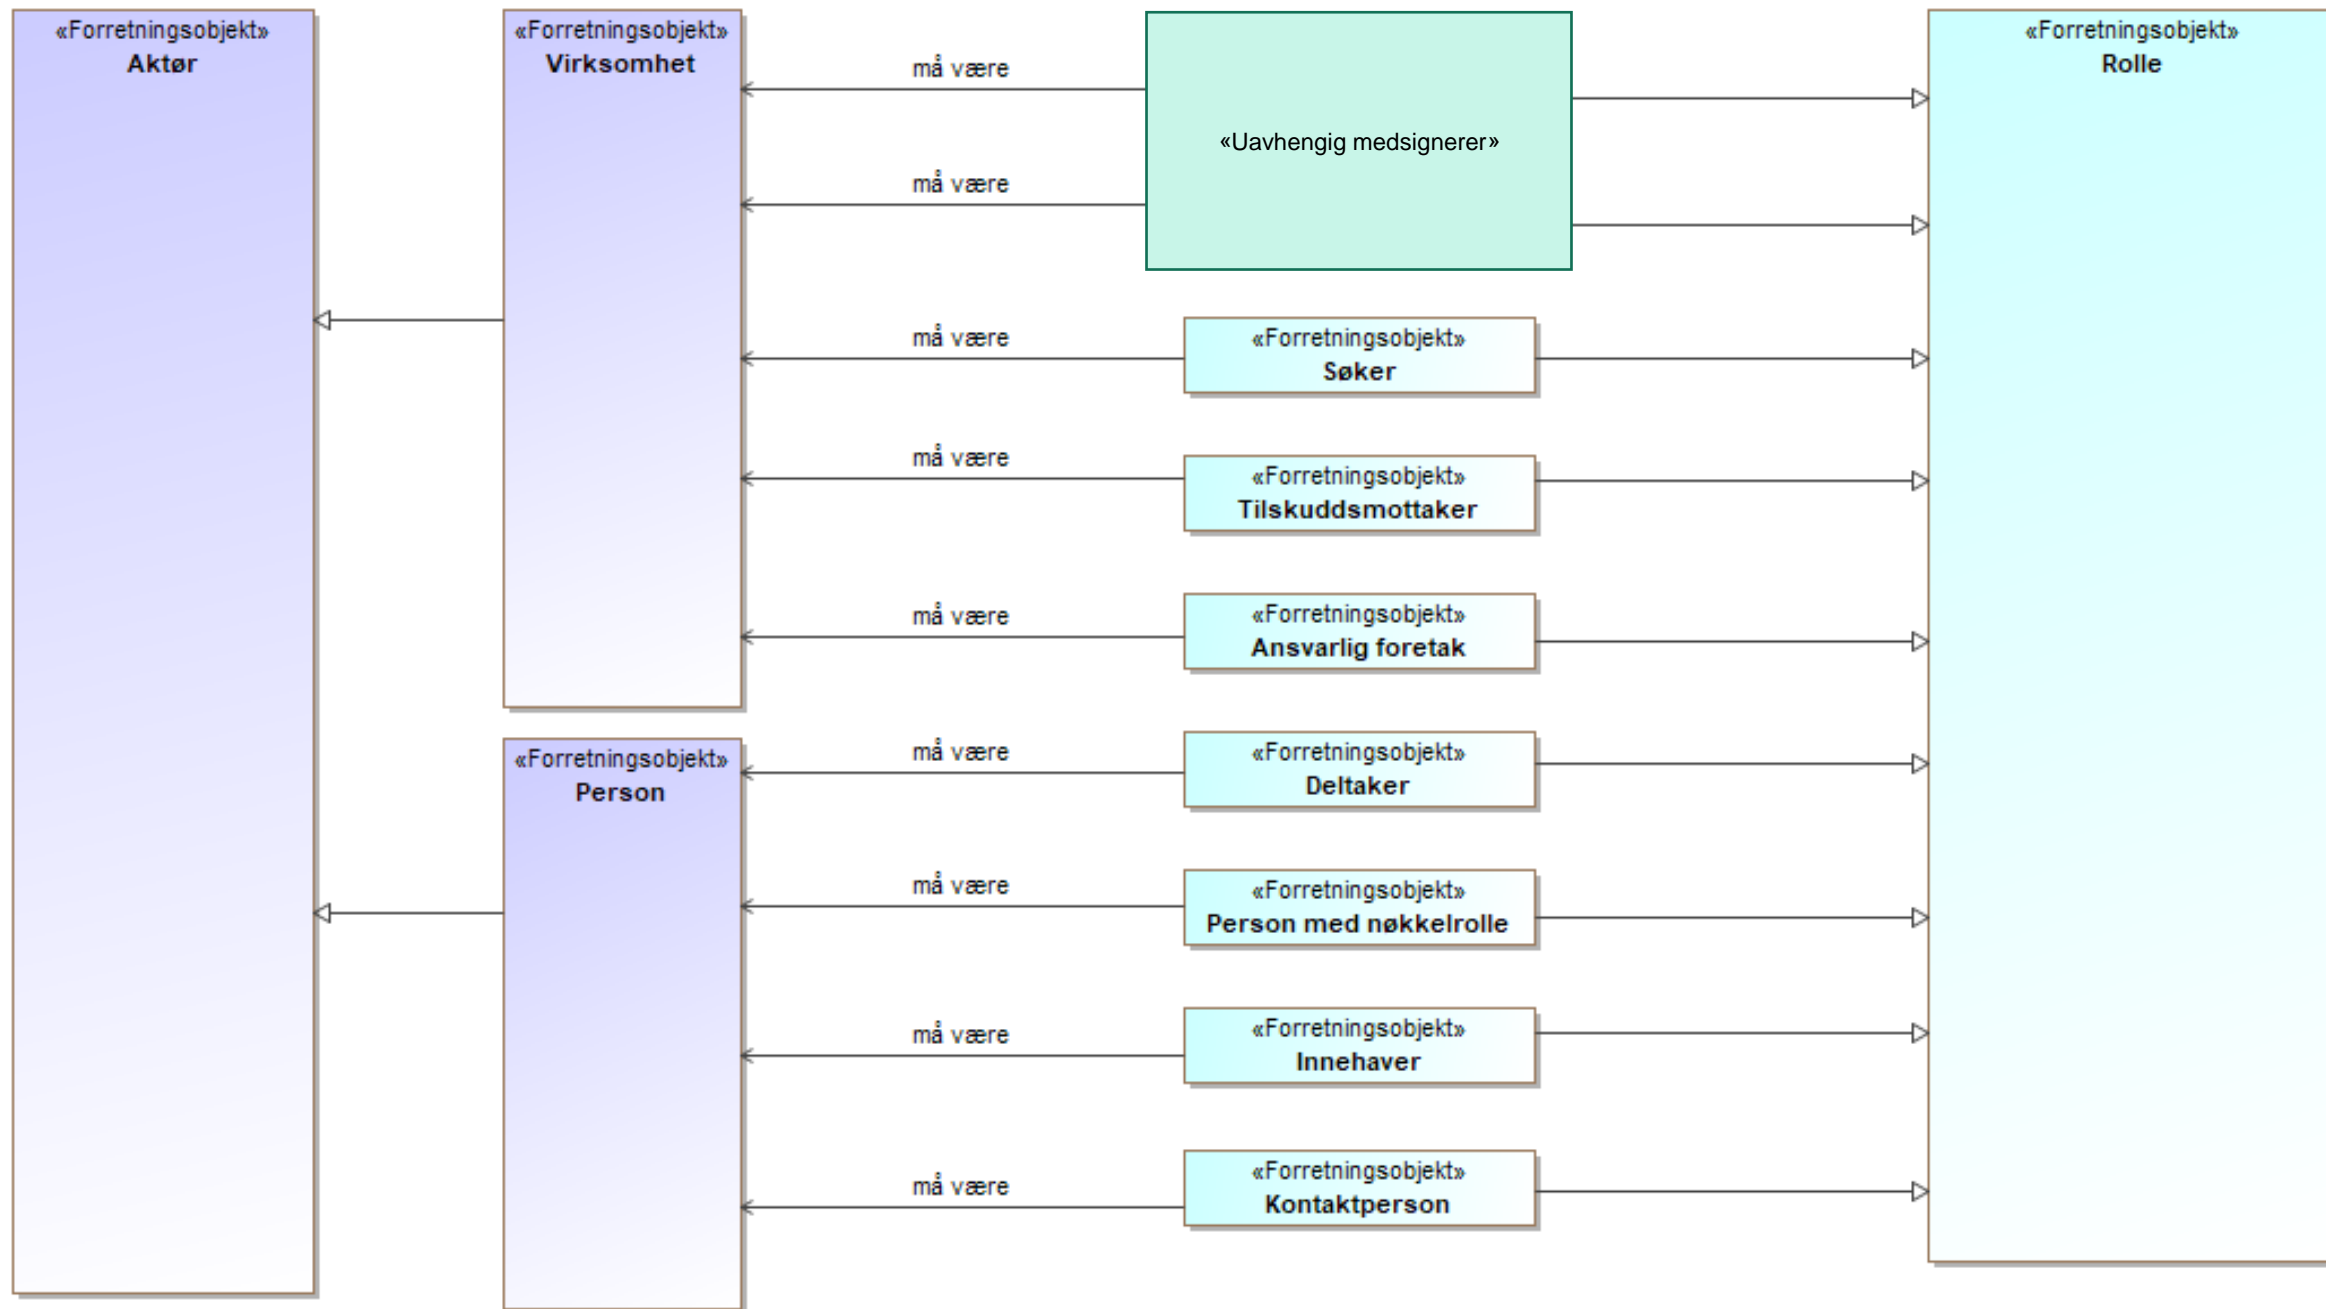 «Forretningsobjekt»
Aktør
«Forretningsobjekt»
Virksomhet
må være
må være
«Uavhengig medsignerer»
«Forretningsobjekt»
Rolle
må være
«Forretningsobjekt»
Søker
må være
«Forretningsobjekt»
Tilskuddsmottaker
må være
«Forretningsobjekt»
Ansvarlig foretak
«Forretningsobjekt»
Person
må være
«Forretningsobjekt»
Deltaker
må være
«Forretningsobjekt»
Person med nøkkelrolle
må være
«Forretningsobjekt»
Innehaver
må være
«Forretningsobjekt»
Kontaktperson